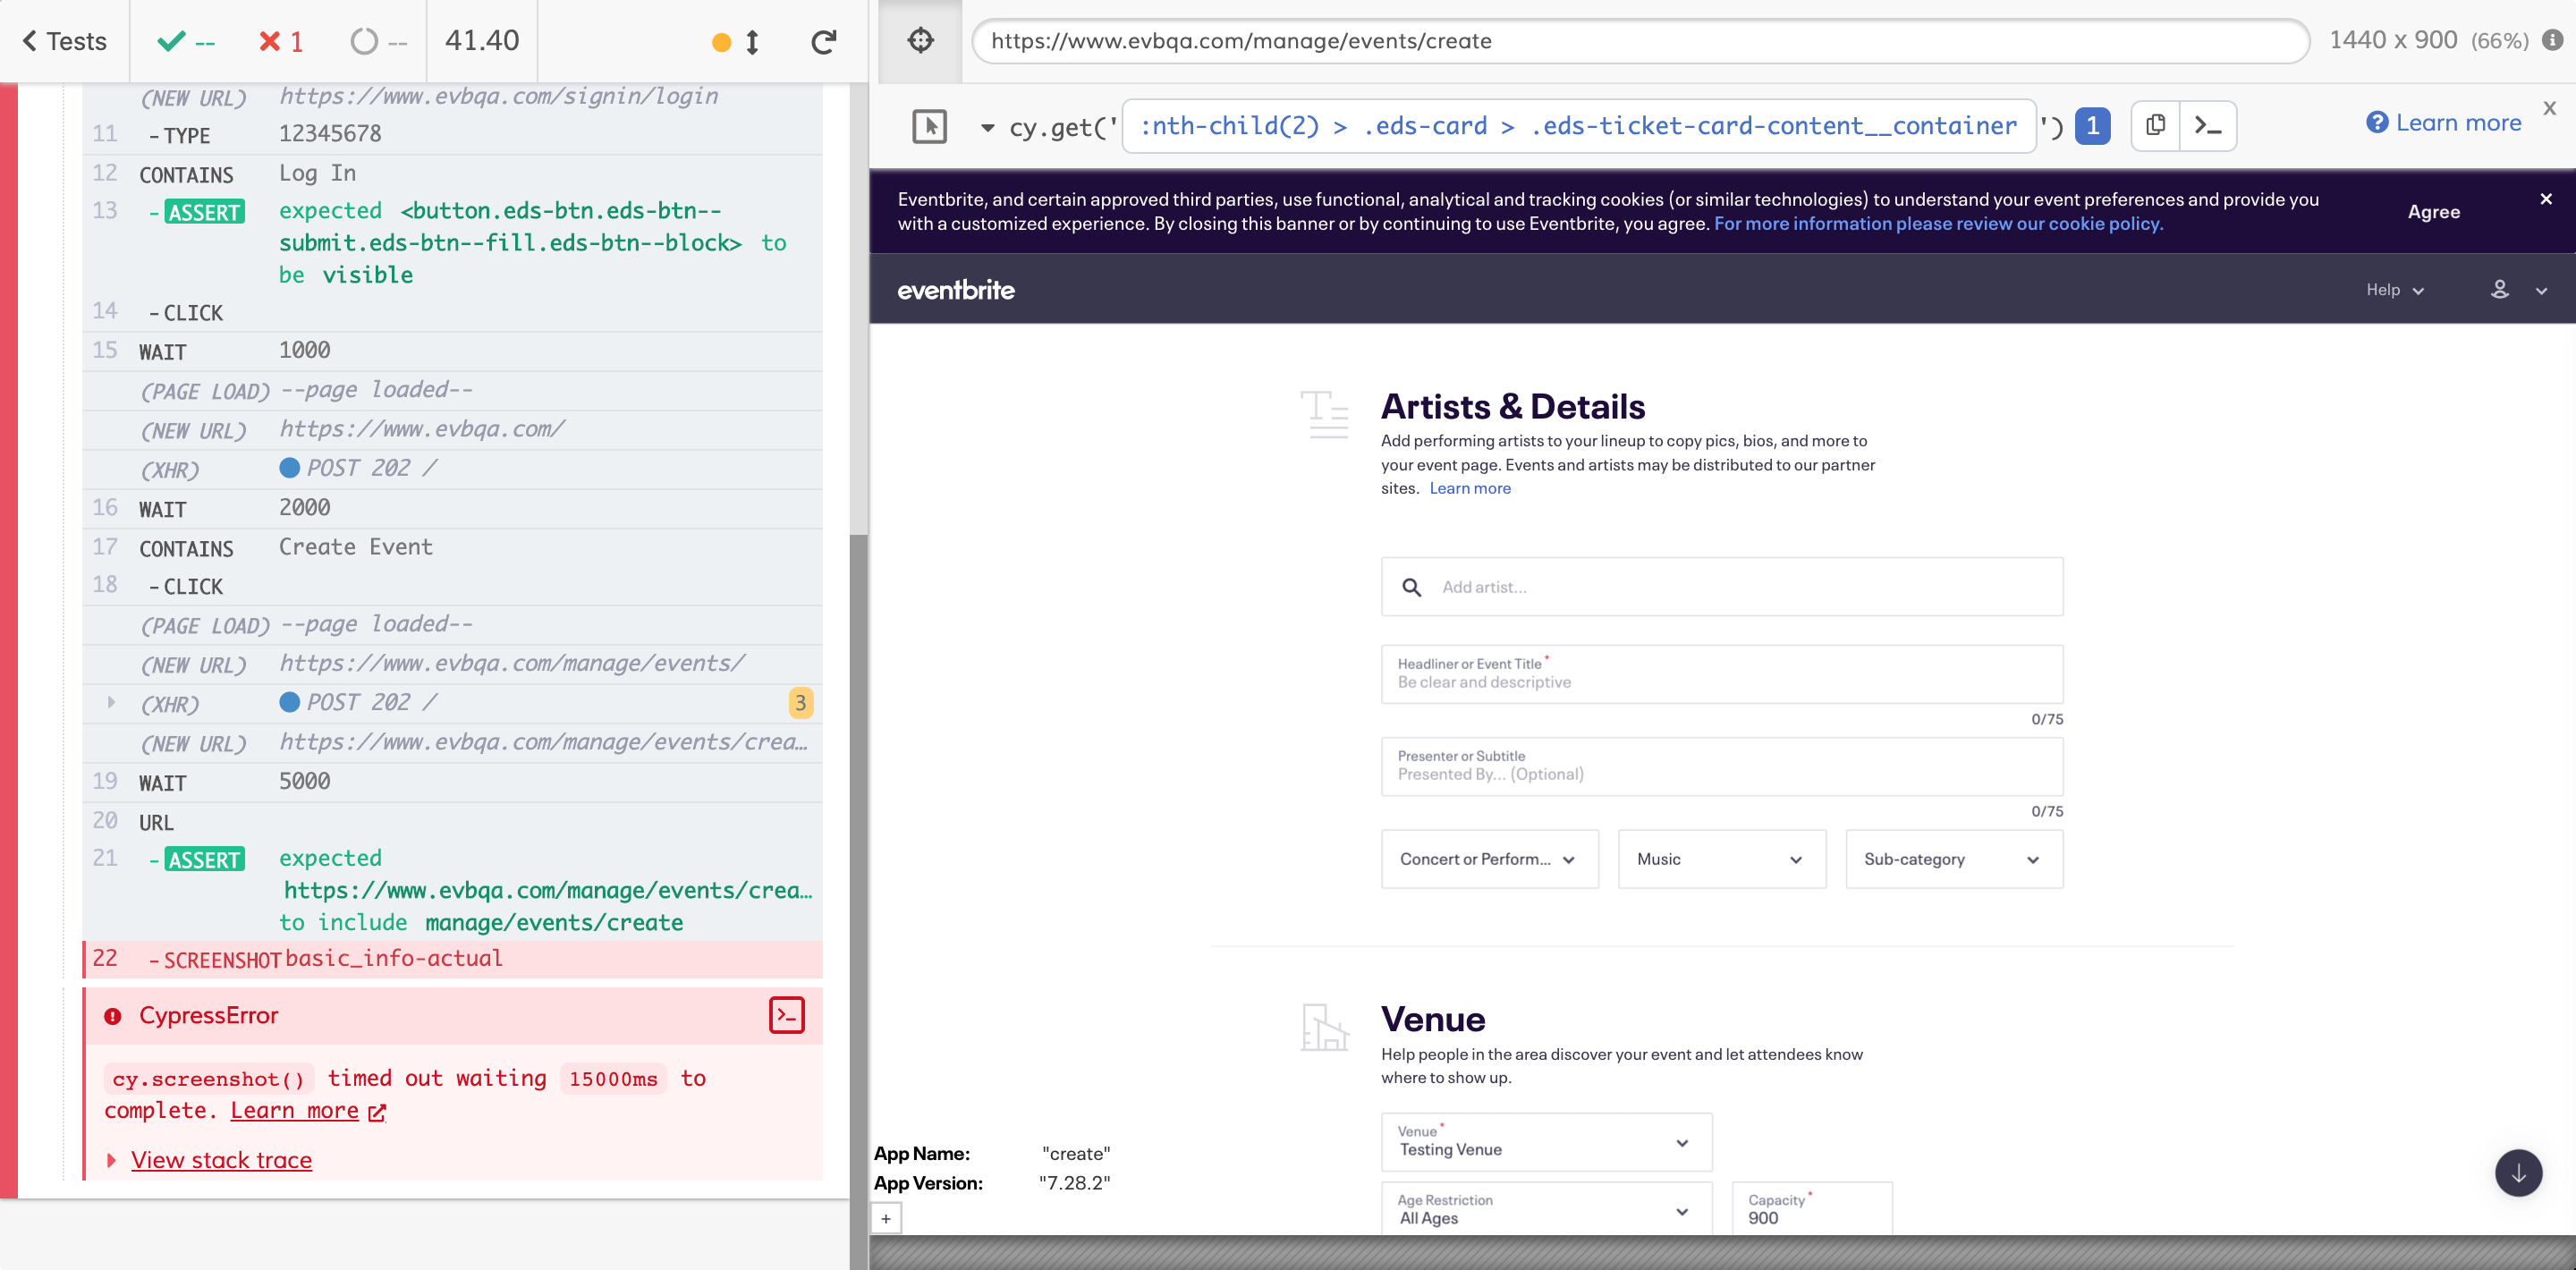 Tests
--
1
--
41.40
(NEW URL) https://www.evbqa.com/signin/login
11 -TYPE 12345678
12 CONTAINS Log In
13 -ASSERT expected <button.eds-btn.eds-btn--
submit.eds-btn--fill.eds-btn--block> to
be visible
14 -CLICK
15 WAIT 1000
(PAGE LOAD) --page loaded--
(NEW URL) https://www.evbqa.com/
(XHR) POST 202 /
16 WAIT 2000
17 CONTAINS Create Event
18 -CLICK
(PAGE LOAD) --page loaded--
(NEW URL) https://www.evbqa.com/manage/events/
(XHR) POST 202 / 3
(NEW URL) https://www.evbqa.com/manage/events/crea…
19 WAIT 5000
20 URL
21 -ASSERT expected
https://www.evbqa.com/manage/events/crea…
to include manage/events/create
22 -SCREENSHOT basic_info-actual
CypressError
>_
cy.screenshot() timed out waiting 15000ms to
complete. Learn more
View stack trace
https://www.evbqa.com/manage/events/create
1440 x 900 (66%)
cy.get(' :nth-child(2) > .eds-card > .eds-ticket-card-content__container ') 1 >_
Learn more
x
Eventbrite, and certain approved third parties, use functional, analytical and tracking cookies (or similar technologies) to understand your event preferences and provide you
with a customized experience. By closing this banner or by continuing to use Eventbrite, you agree. For more information please review our cookie policy.
Agree
eventbrite
Help
Artists & Details
Add performing artists to your lineup to copy pics, bios, and more to
your event page. Events and artists may be distributed to our partner
sites. Learn more
Add artist...
Headliner or Event Title *
Be clear and descriptive
0/75
Presenter or Subtitle
Presented By... (Optional)
0/75
Concert or Perform...
Music
Sub-category
Venue
Help people in the area discover your event and let attendees know
where to show up.
Venue *
Testing Venue
Age Restriction
All Ages
Capacity *
900
App Name: "create"
App Version: "7.28.2"
+